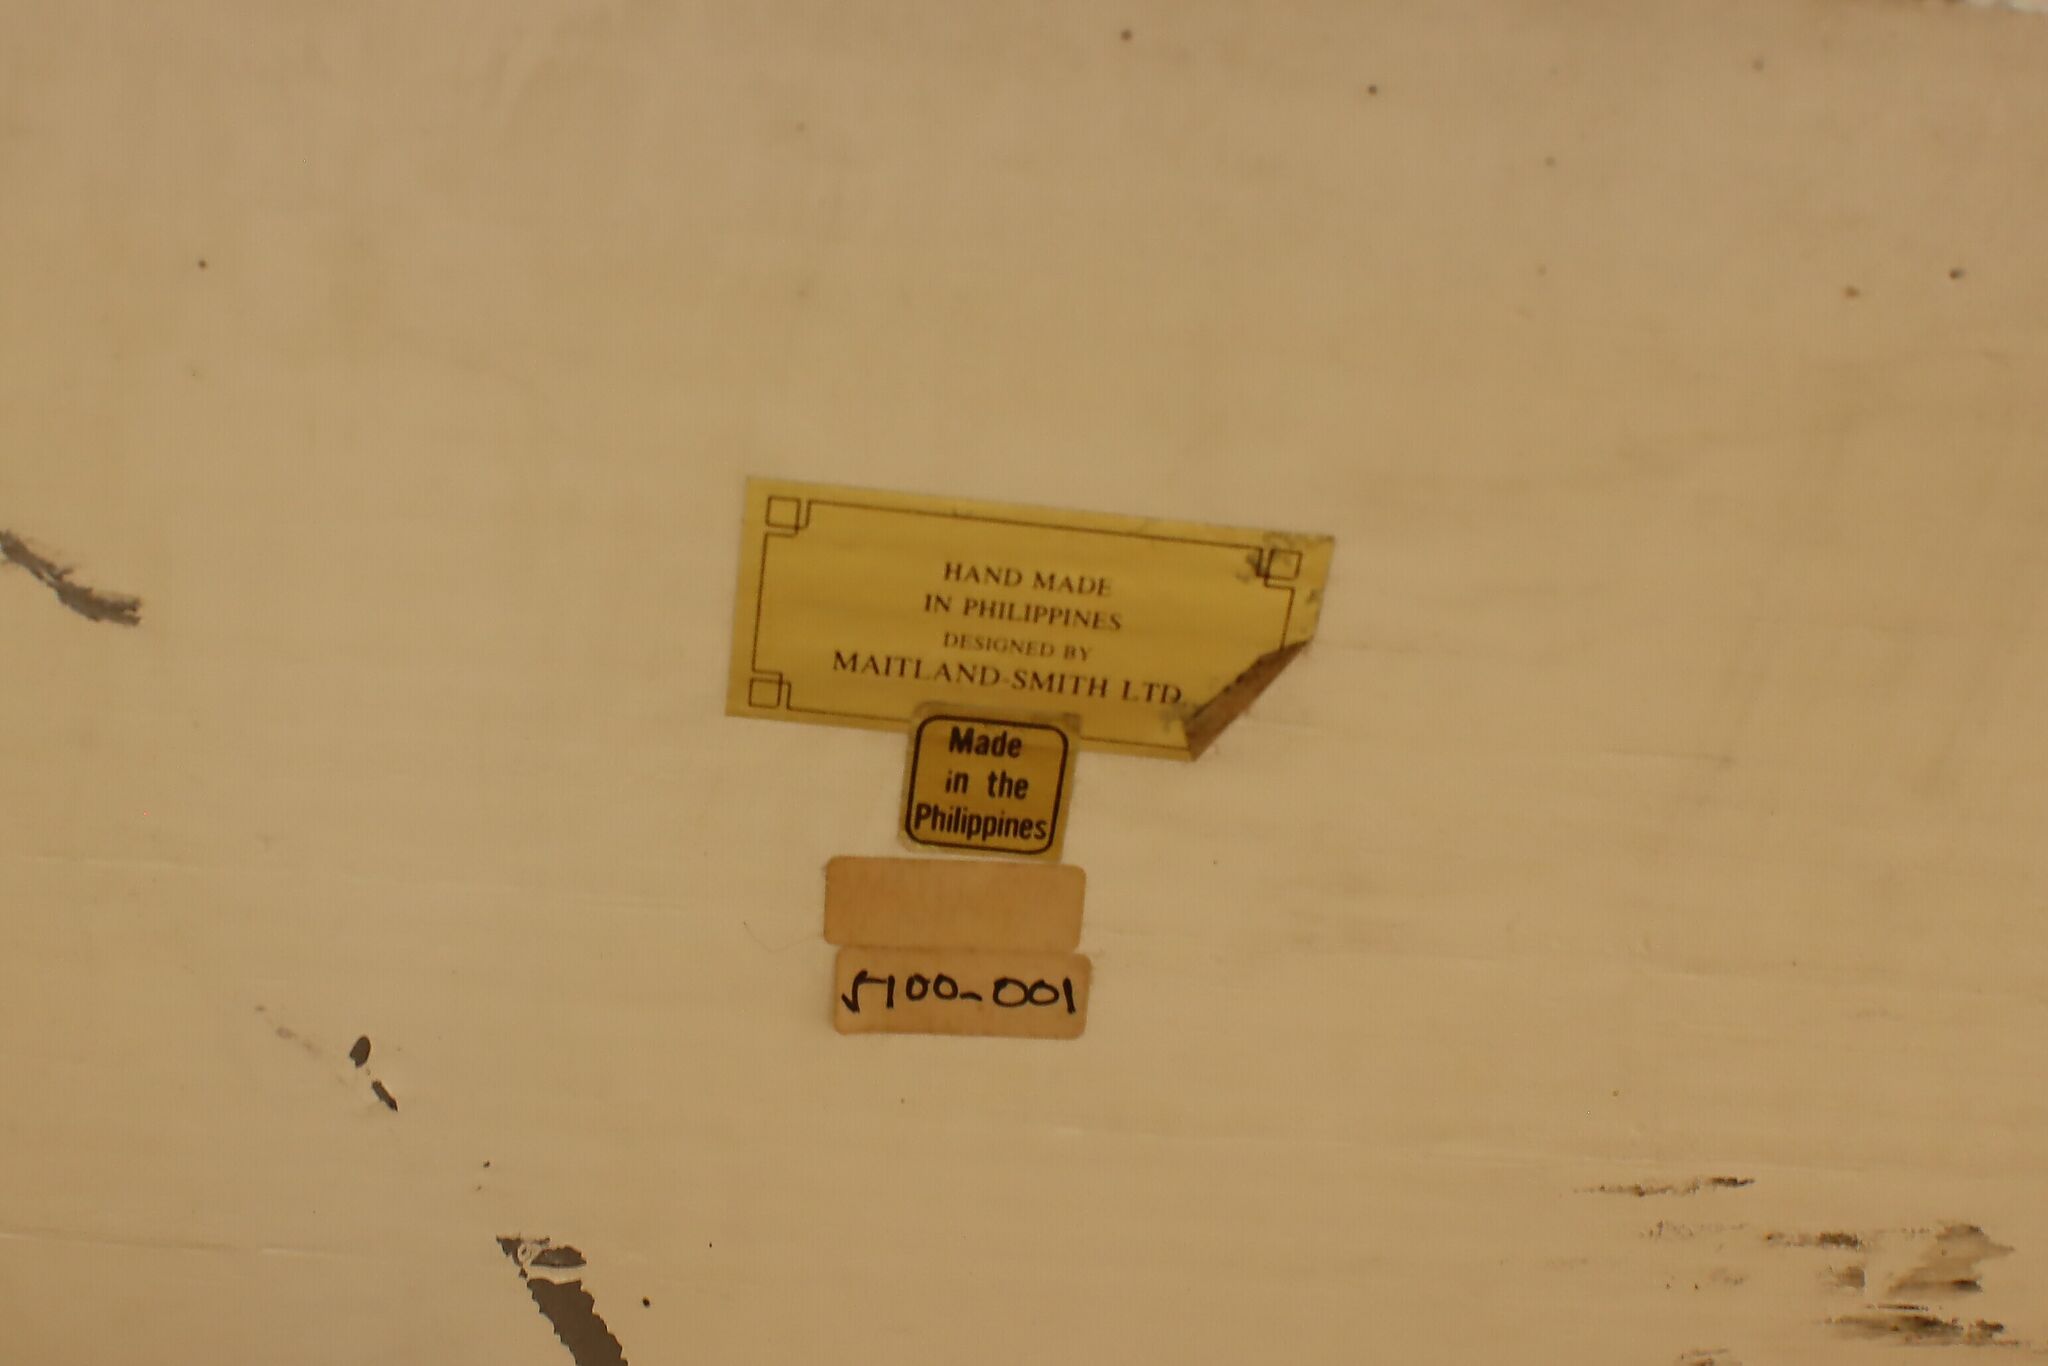 HAND MADE
IN PHILIPPINES
DESIGNED BY
MAITLAND-SMITH LTD.
Made
in the
Philippines
5100-001